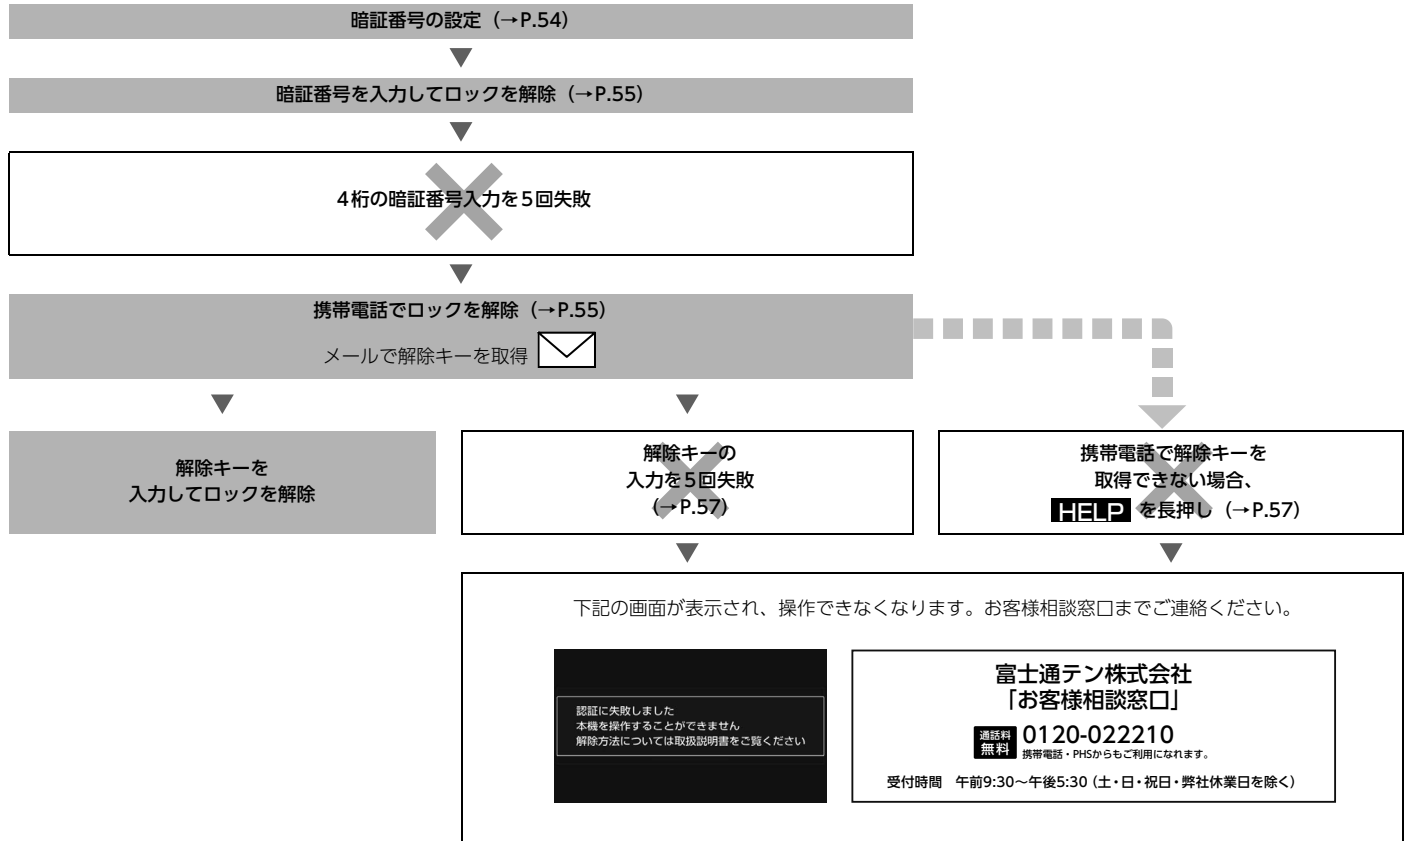 暗証番号の設定（→P.54）
暗証番号を入力してロックを解除（→P.55）
4桁の暗証番号入力を5回失敗
携帯電話でロックを解除（→P.55）
メールで解除キーを取得
解除キーを
入力してロックを解除
解除キーの
入力を5回失敗
（→P.57）
携帯電話で解除キーを
取得できない場合、
HELP を長押し（→P.57）
下記の画面が表示され、操作できなくなります。お客様相談窓口までご連絡ください。
認証に失敗しました
本機を操作することができません
解除方法については取扱説明書をご覧ください
富士通テン株式会社
「お客様相談窓口」
通話料無料 0120-022210
携帯電話・PHSからもご利用になれます。
受付時間　午前9:30～午後5:30（土・日・祝日・弊社休業日を除く）